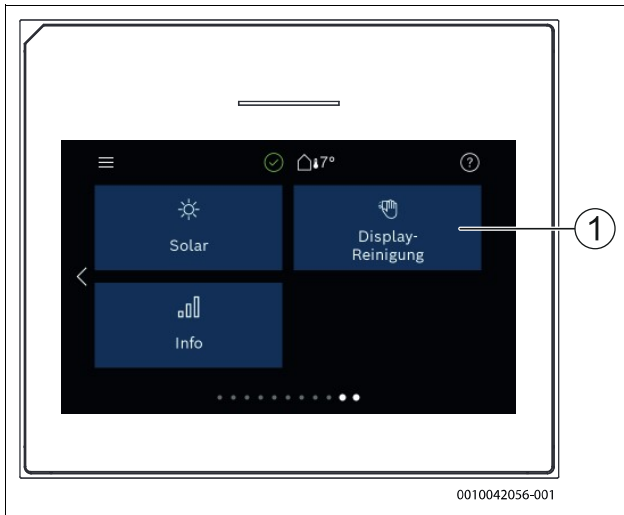 7°
?
Solar
Display-
Reinigung
1
Info
0010042056-001